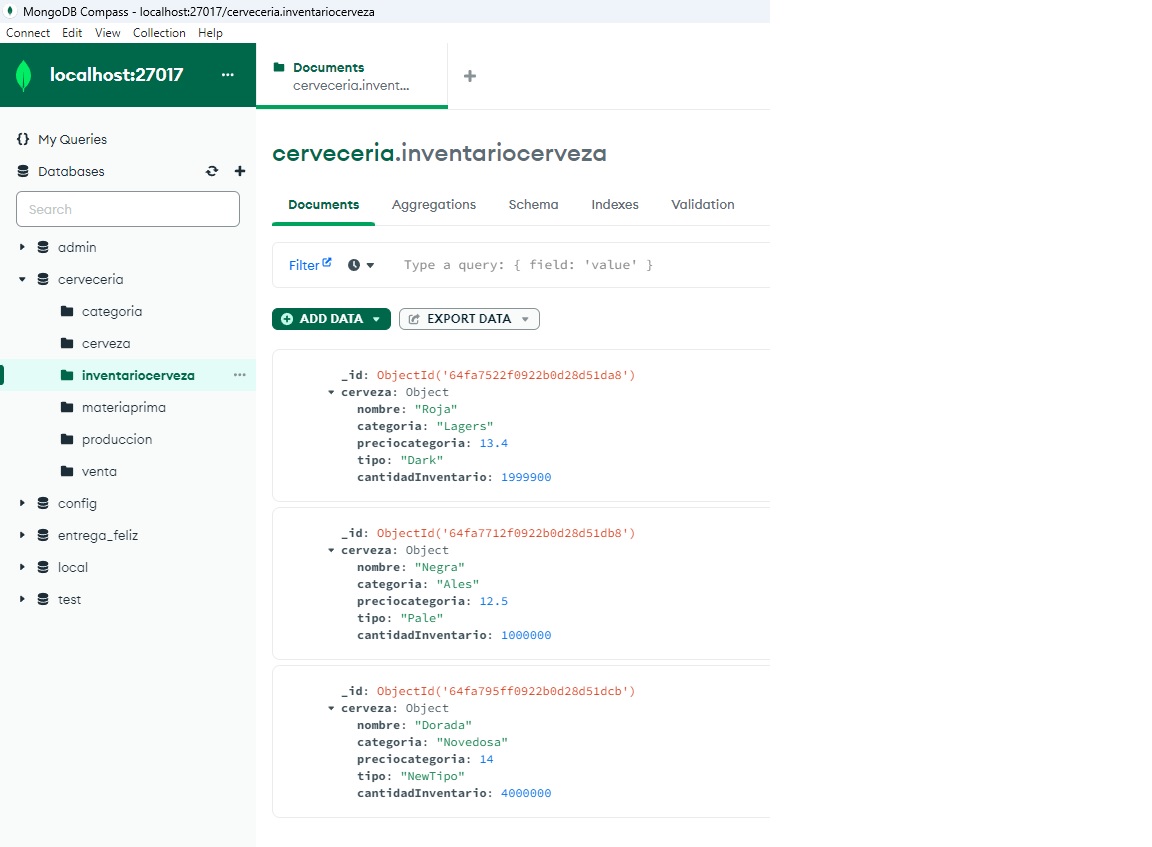 MongoDB Compass - localhost:27017/cerveceria.inventariocerveza
Connect Edit View Collection Help
localhost:27017 ...
{} My Queries
Databases
Search
admin
cerveceria
categoria
cerveza
inventariocerveza ...
materiaprima
produccion
venta
config
entrega_feliz
local
test
Documents
cerveceria.invent...
+
cerveceria.inventariocerveza
Documents Aggregations Schema Indexes Validation
Filter Type a query: { field: 'value' }
ADD DATA EXPORT DATA
_id: ObjectId('64fa7522f0922b0d28d51da8')
cerveza: Object
nombre: "Roja"
categoria: "Lagers"
preciocategoria: 13.4
tipo: "Dark"
cantidadInventario: 1999900
_id: ObjectId('64fa7712f0922b0d28d51db8')
cerveza: Object
nombre: "Negra"
categoria: "Ales"
preciocategoria: 12.5
tipo: "Pale"
cantidadInventario: 1000000
_id: ObjectId('64fa795ff0922b0d28d51dcb')
cerveza: Object
nombre: "Dorada"
categoria: "Novedosa"
preciocategoria: 14
tipo: "NewTipo"
cantidadInventario: 4000000